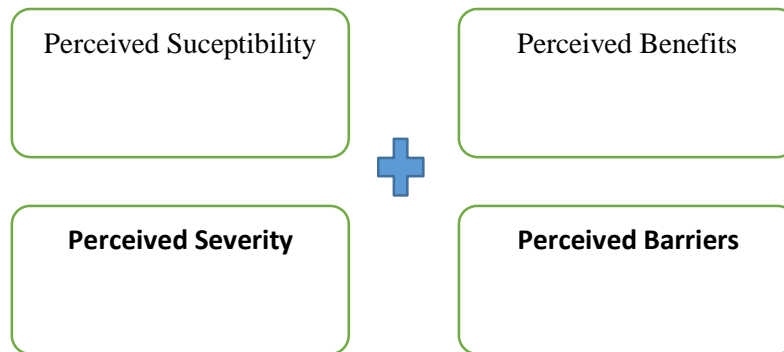 Perceived Suceptibility
Perceived Benefits
Perceived Severity
Perceived Barriers